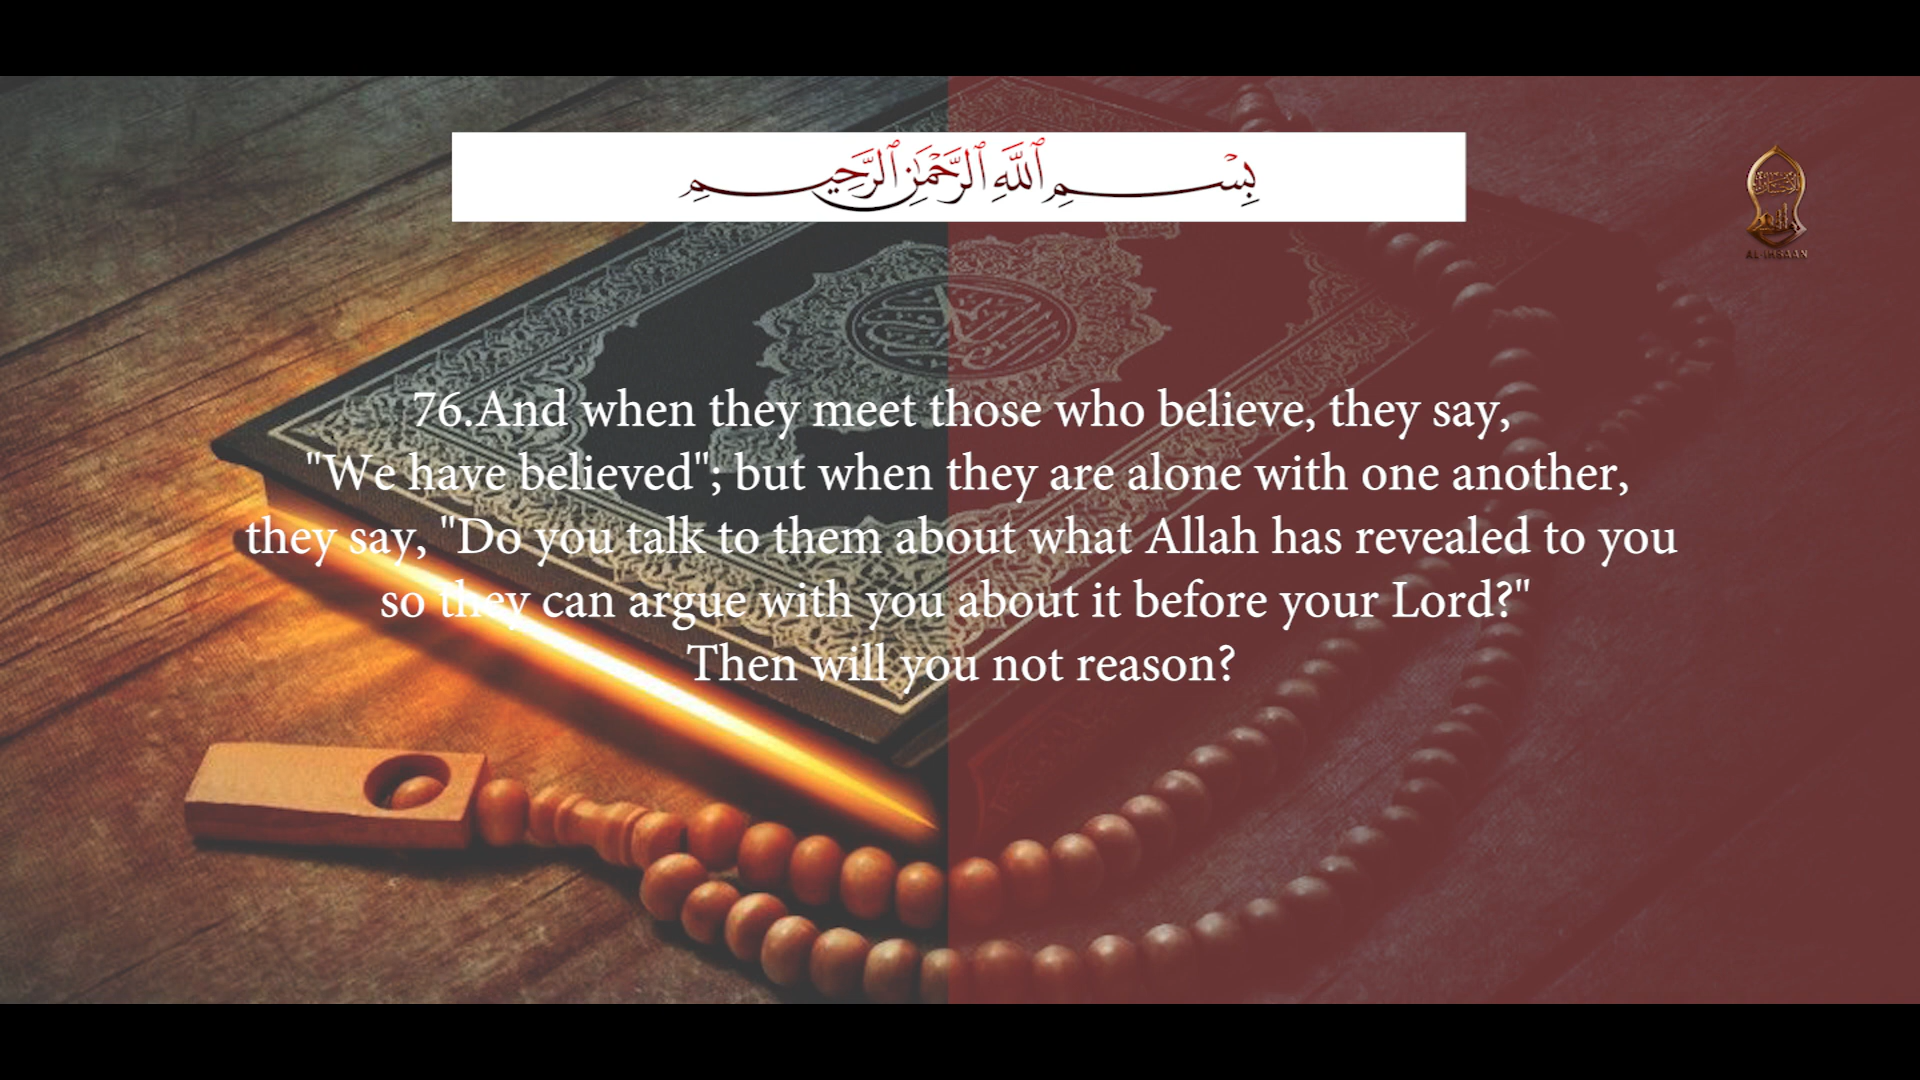 بِسْمِ ٱللَّهِ ٱلرَّحْمَٰنِ ٱلرَّحِيمِ
AL-IHSAAN
76.And when they meet those who believe, they say,
"We have believed"; but when they are alone with one another,
they say, "Do you talk to them about what Allah has revealed to you
so they can argue with you about it before your Lord?"
Then will you not reason?